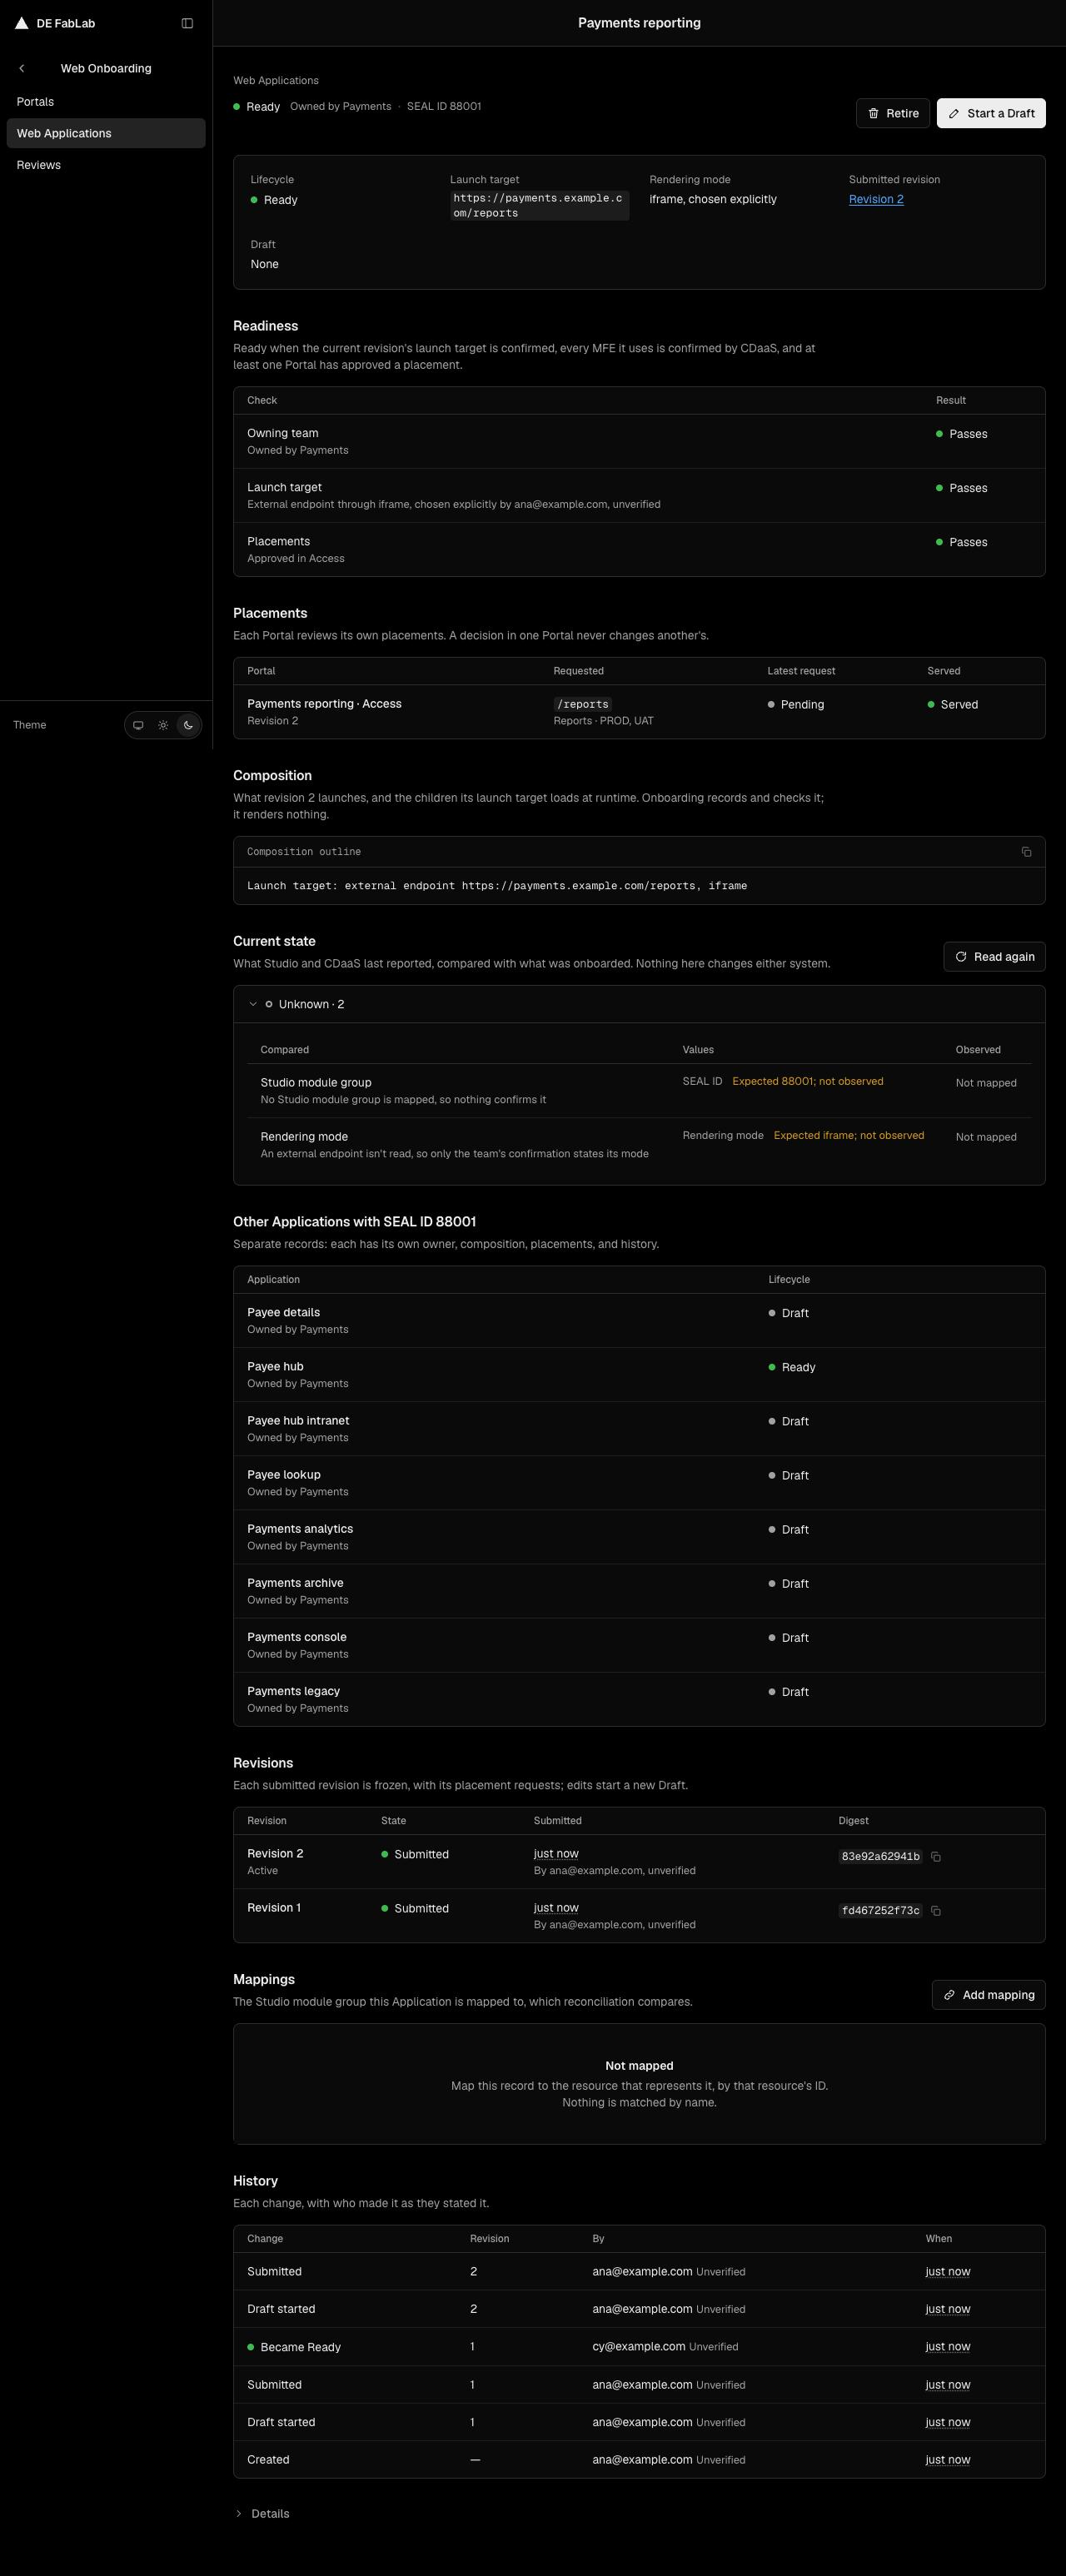 DE FabLab
Payments reporting
Web Onboarding
Portals
Web Applications
Reviews
Theme
Web Applications
Ready Owned by Payments · SEAL ID 88001
Retire
Start a Draft
Lifecycle
Ready
Launch target
https://payments.example.c
om/reports
Rendering mode
iframe, chosen explicitly
Submitted revision
Revision 2
Draft
None
Readiness
Ready when the current revision's launch target is confirmed, every MFE it uses is confirmed by CDaaS, and at
least one Portal has approved a placement.
Check Result
Owning team Passes
Owned by Payments
Launch target Passes
External endpoint through iframe, chosen explicitly by ana@example.com, unverified
Placements Passes
Approved in Access
Placements
Each Portal reviews its own placements. A decision in one Portal never changes another's.
Portal Requested Latest request Served
Payments reporting · Access /reports Pending Served
Revision 2 Reports · PROD, UAT
Composition
What revision 2 launches, and the children its launch target loads at runtime. Onboarding records and checks it;
it renders nothing.
Composition outline
Launch target: external endpoint https://payments.example.com/reports, iframe
Current state
What Studio and CDaaS last reported, compared with what was onboarded. Nothing here changes either system.
Read again
Unknown · 2
Compared Values Observed
Studio module group SEAL ID Expected 88001; not observed Not mapped
No Studio module group is mapped, so nothing confirms it
Rendering mode Rendering mode Expected iframe; not observed Not mapped
An external endpoint isn't read, so only the team's confirmation states its mode
Other Applications with SEAL ID 88001
Separate records: each has its own owner, composition, placements, and history.
Application Lifecycle
Payee details Draft
Owned by Payments
Payee hub Ready
Owned by Payments
Payee hub intranet Draft
Owned by Payments
Payee lookup Draft
Owned by Payments
Payments analytics Draft
Owned by Payments
Payments archive Draft
Owned by Payments
Payments console Draft
Owned by Payments
Payments legacy Draft
Owned by Payments
Revisions
Each submitted revision is frozen, with its placement requests; edits start a new Draft.
Revision State Submitted Digest
Revision 2 Submitted just now 83e92a62941b
Active By ana@example.com, unverified
Revision 1 Submitted just now fd467252f73c
By ana@example.com, unverified
Mappings
The Studio module group this Application is mapped to, which reconciliation compares.
Add mapping
Not mapped
Map this record to the resource that represents it, by that resource's ID.
Nothing is matched by name.
History
Each change, with who made it as they stated it.
Change Revision By When
Submitted 2 ana@example.com Unverified just now
Draft started 2 ana@example.com Unverified just now
Became Ready 1 cy@example.com Unverified just now
Submitted 1 ana@example.com Unverified just now
Draft started 1 ana@example.com Unverified just now
Created — ana@example.com Unverified just now
Details